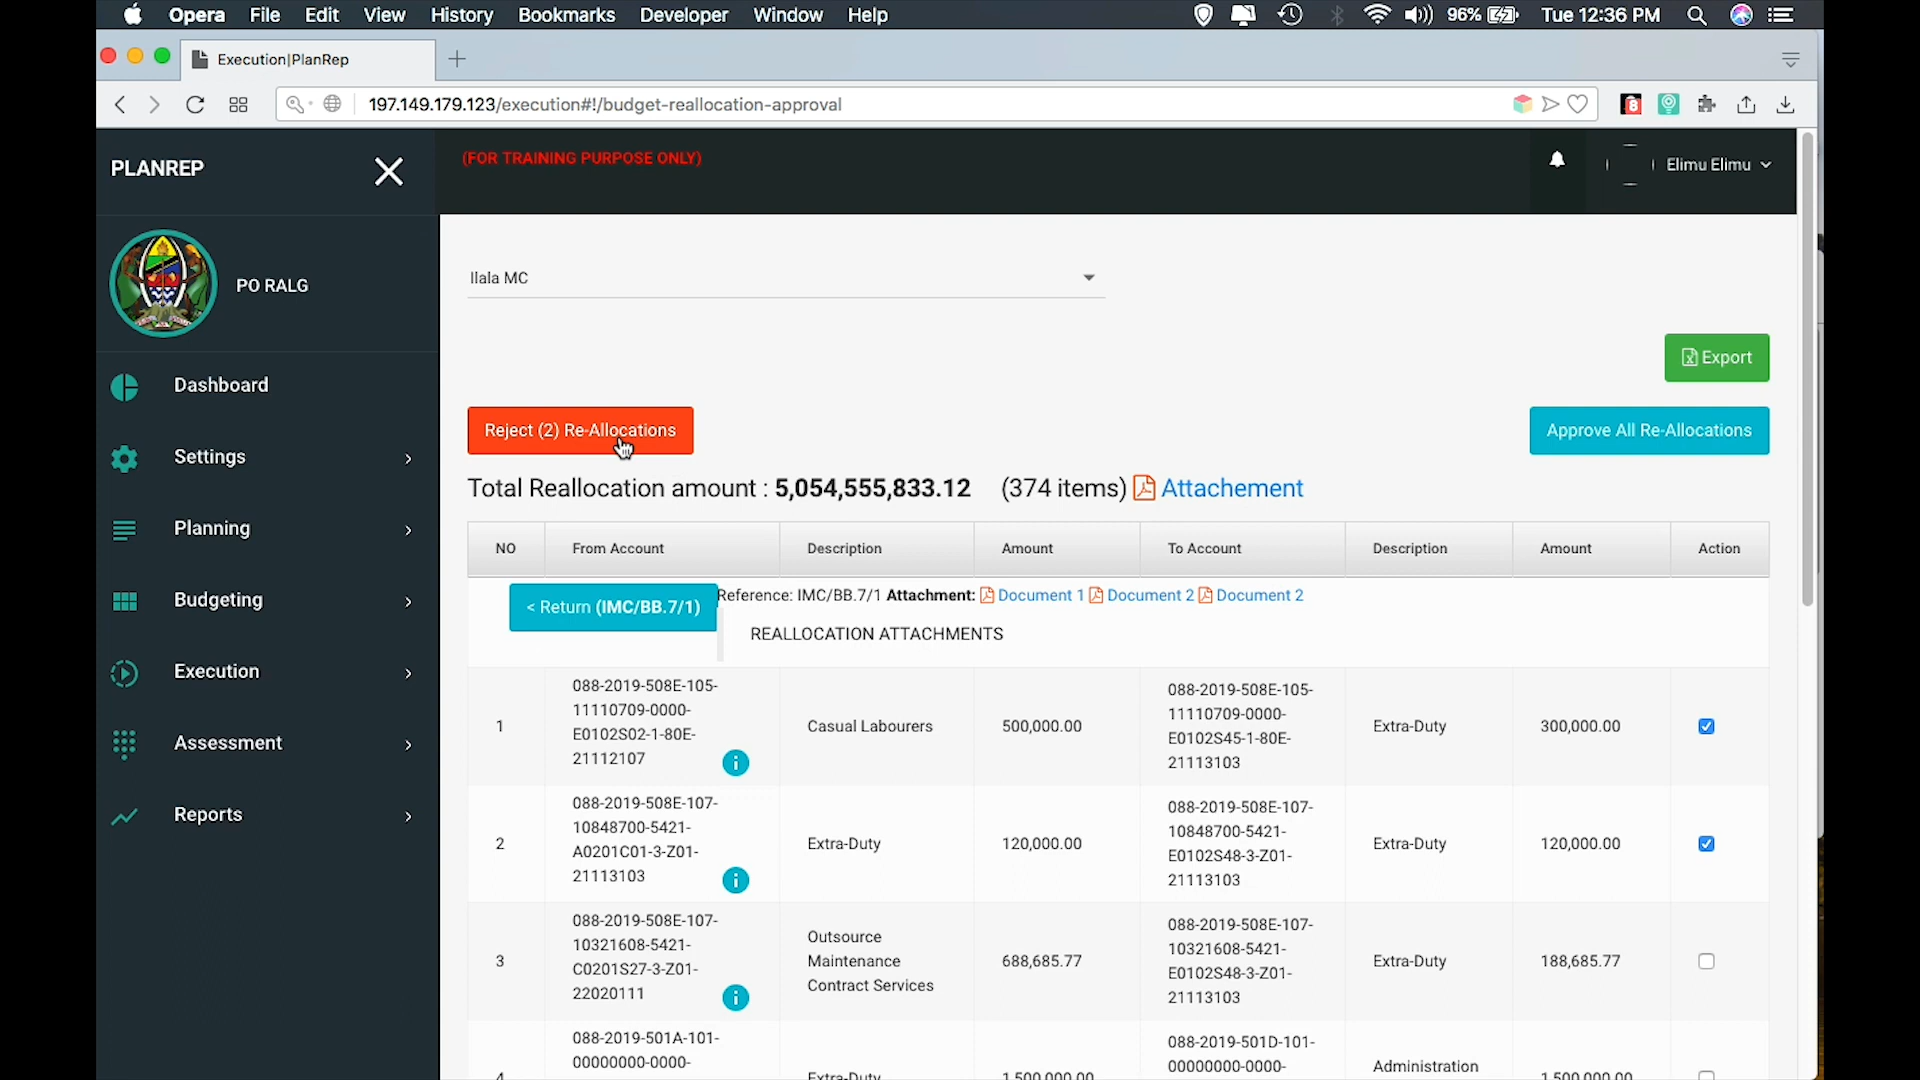 Opera File Edit View History Bookmarks Developer Window Help 96% Tue 12:36 PM
Execution|PlanRep
197.149.179.123/execution#!/budget-reallocation-approval
PLANREP
(FOR TRAINING PURPOSE ONLY)
Elimu Elimu
PO RALG
Ilala MC
Export
Dashboard
Settings
Planning
Budgeting
Execution
Assessment
Reports
Reject (2) Re-Allocations
Approve All Re-Allocations
Total Reallocation amount : 5,054,555,833.12 (374 items) Attachement
NO From Account Description Amount To Account Description Amount Action
< Return (IMC/BB.7/1) Reference: IMC/BB.7/1 Attachment: Document 1 Document 2 Document 2
REALLOCATION ATTACHMENTS
1
088-2019-508E-105-
11110709-0000-
E0102S02-1-80E-
21112107
Casual Labourers
500,000.00
088-2019-508E-105-
11110709-0000-
E0102S45-1-80E-
21113103
Extra-Duty
300,000.00
2
088-2019-508E-107-
10848700-5421-
A0201C01-3-Z01-
21113103
Extra-Duty
120,000.00
088-2019-508E-107-
10848700-5421-
E0102S48-3-Z01-
21113103
Extra-Duty
120,000.00
3
088-2019-508E-107-
10321608-5421-
C0201S27-3-Z01-
22020111
Outsource
Maintenance
Contract Services
688,685.77
088-2019-508E-107-
10321608-5421-
E0102S48-3-Z01-
21113103
Extra-Duty
188,685.77
4
088-2019-501A-101-
00000000-0000-
Extra-Duty
1,500,000.00
088-2019-501D-101-
00000000-0000-
Administration
1,500,000.00